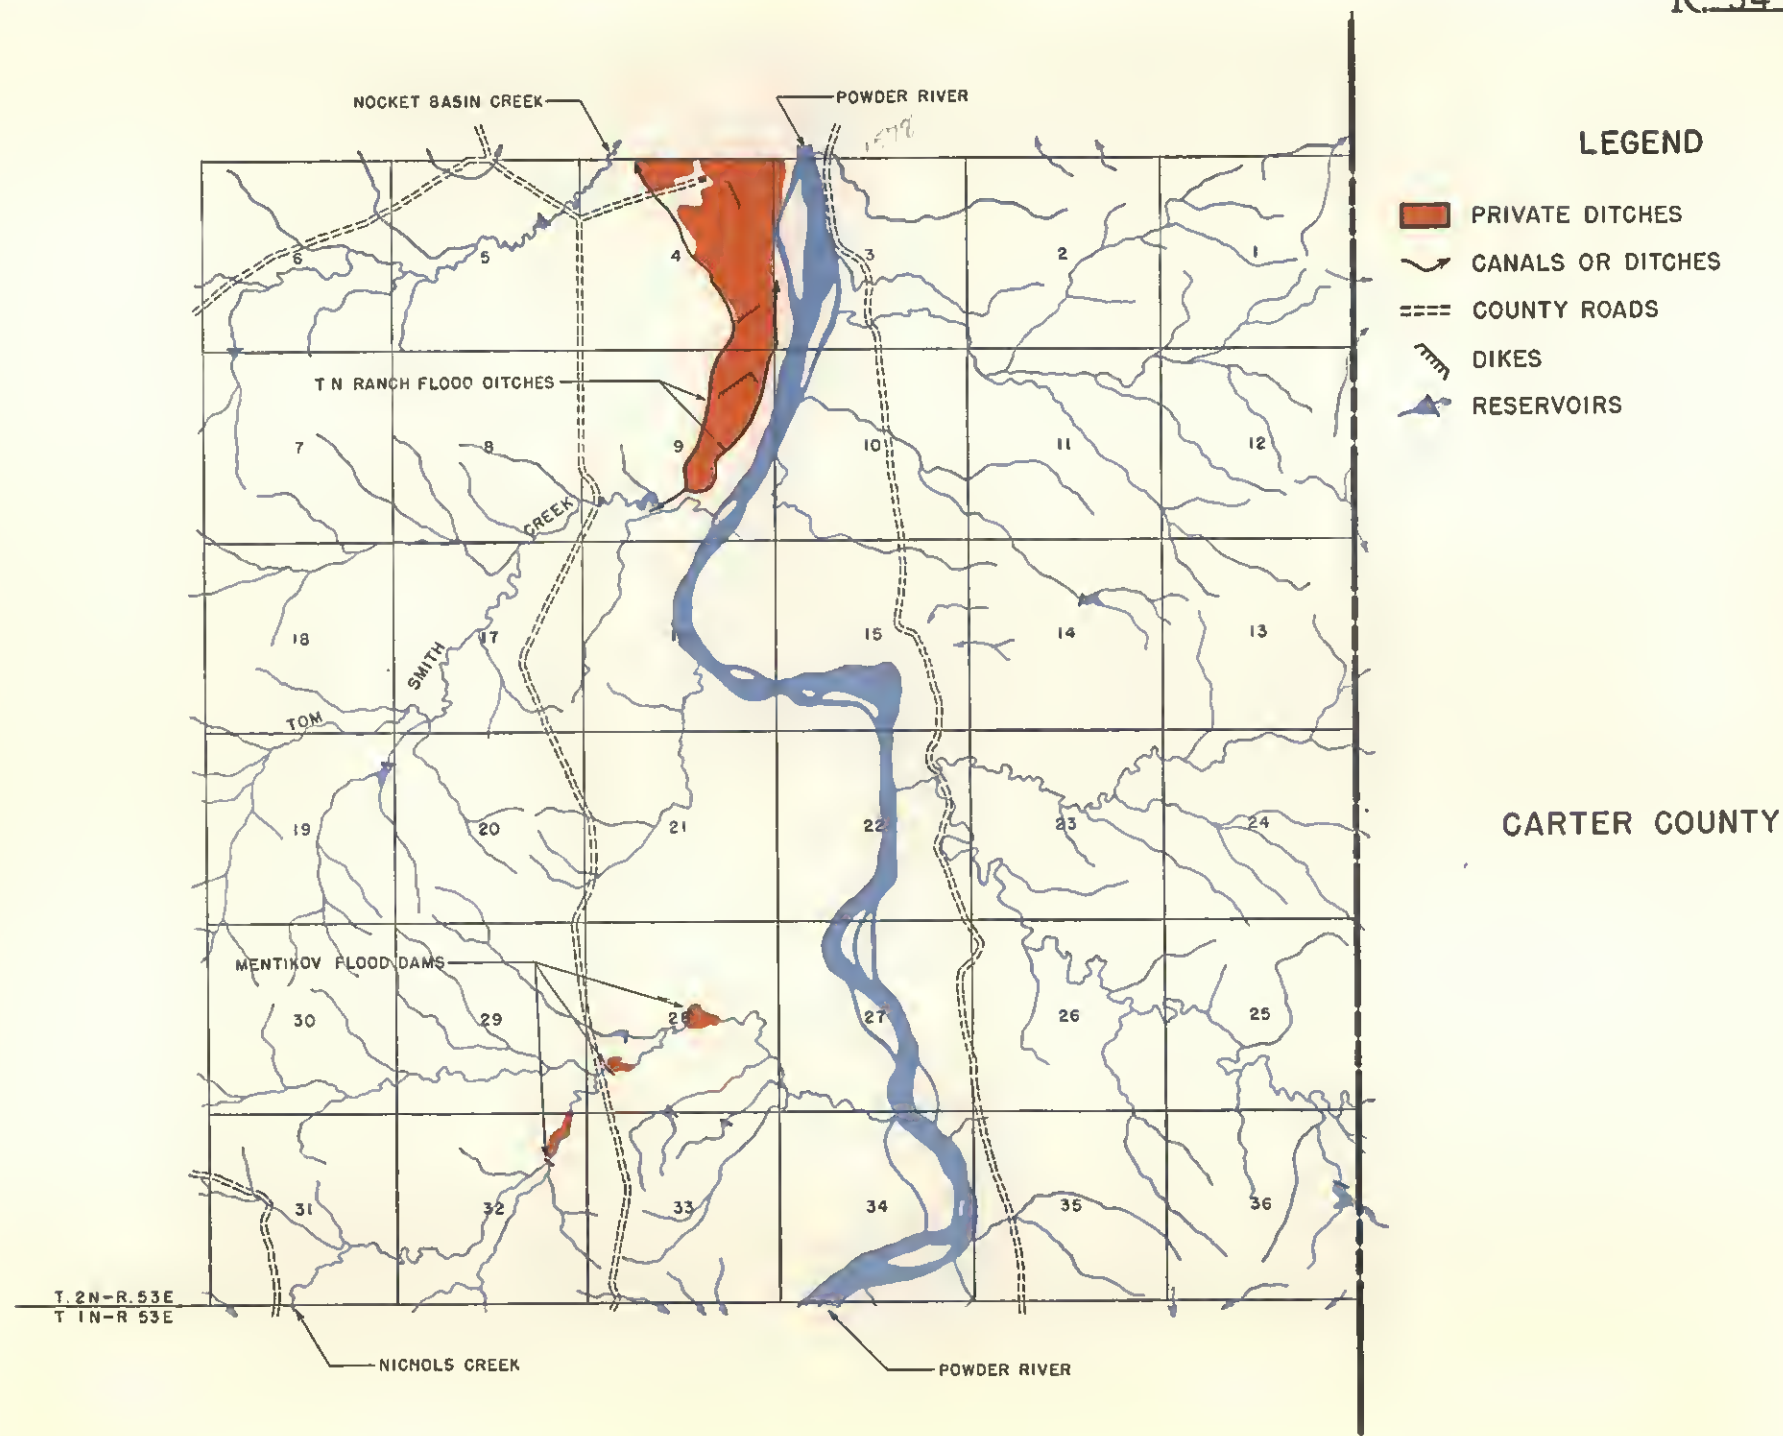 NOCKET BASIN CREEK
POWDER RIVER
LEGEND
PRIVATE DITCHES
CANALS OR DITCHES
COUNTY ROADS
DIKES
RESERVOIRS
6
5
4
3
2
1
T N RANCH FLOOD DITCHES
7
8
9
10
11
12
CREEK
18
17
15
14
13
SMITH
TOM
19
20
21
22
23
24
CARTER COUNTY
MENTIKOV FLOOD DAMS
30
29
28
27
26
25
31
32
33
34
35
36
T. 2N-R. 53E
T 1N-R 53E
NICHOLS CREEK
POWDER RIVER